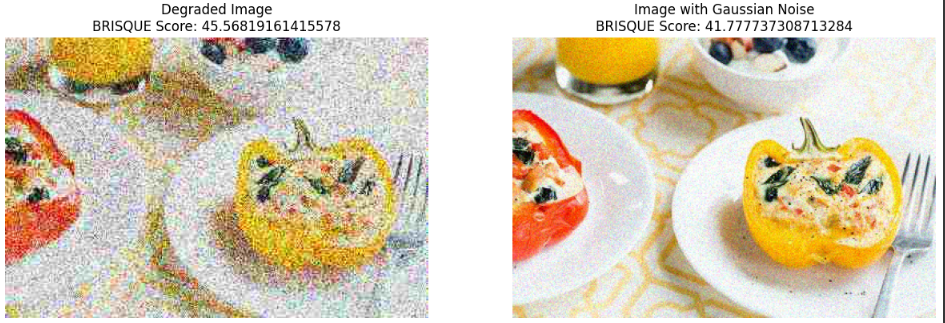 Degraded Image
BRISQUE Score: 45.56819161415578
Image with Gaussian Noise
BRISQUE Score: 41.777737308713284